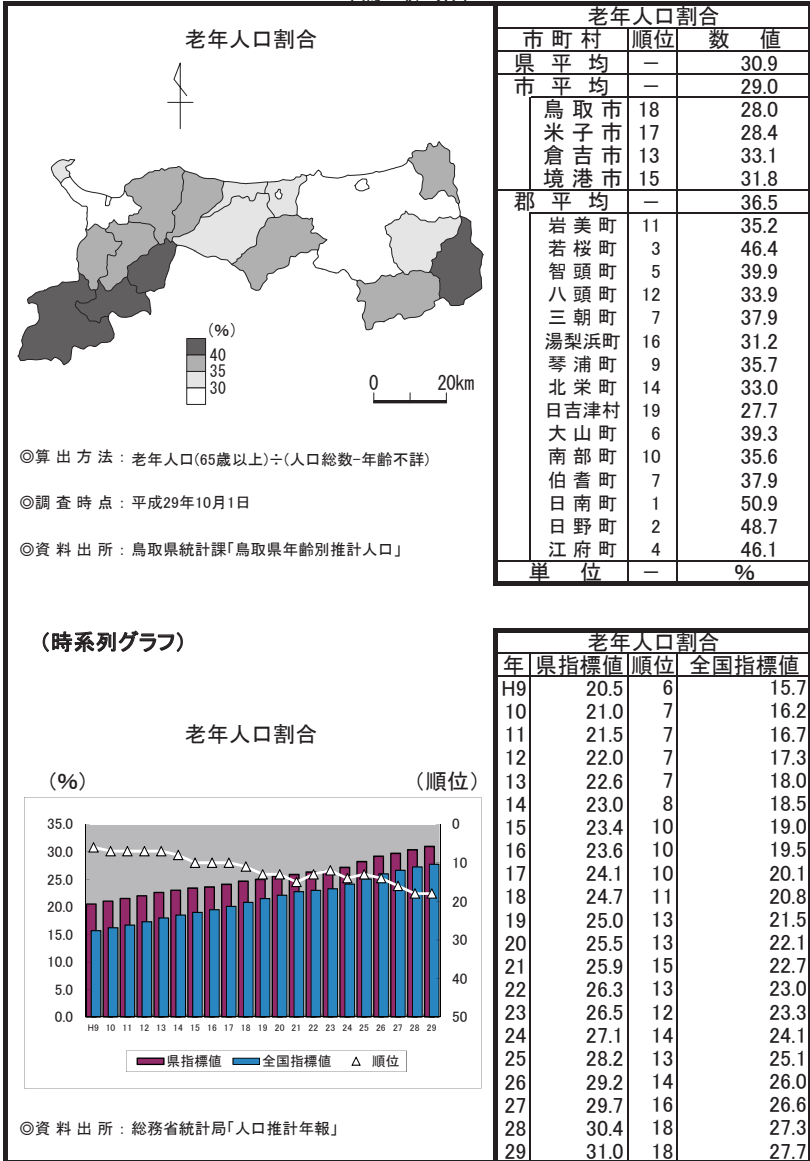 老年人口割合
(%)
40
35
30
0 20km
◎算出方法：老年人口(65歳以上)÷(人口総数-年齢不詳)
◎調査時点：平成29年10月1日
◎資料出所：鳥取県統計課「鳥取県年齢別推計人口」
老年人口割合
市町村 順位 数値
県平均 － 30.9
市平均 － 29.0
鳥取市 18 28.0
米子市 17 28.4
倉吉市 13 33.1
境港市 15 31.8
郡平均 － 36.5
岩美町 11 35.2
若桜町 3 46.4
智頭町 5 39.9
八頭町 12 33.9
三朝町 7 37.9
湯梨浜町 16 31.2
琴浦町 9 35.7
北栄町 14 33.0
日吉津村 19 27.7
大山町 6 39.3
南部町 10 35.6
伯耆町 7 37.9
日南町 1 50.9
日野町 2 48.7
江府町 4 46.1
単位 － %
(時系列グラフ)
老年人口割合
(%) (順位)
35.0 0
30.0
25.0 10
20.0 20
15.0
10.0 30
5.0 40
0.0 50
H9 10 11 12 13 14 15 16 17 18 19 20 21 22 23 24 25 26 27 28 29
県指標値 全国指標値 順位
◎資料出所：総務省統計局「人口推計年報」
老年人口割合
年 県指標値 順位 全国指標値
H9 20.5 6 15.7
10 21.0 7 16.2
11 21.5 7 16.7
12 22.0 7 17.3
13 22.6 7 18.0
14 23.0 8 18.5
15 23.4 10 19.0
16 23.6 10 19.5
17 24.1 10 20.1
18 24.7 11 20.8
19 25.0 13 21.5
20 25.5 13 22.1
21 25.9 15 22.7
22 26.3 13 23.0
23 26.5 12 23.3
24 27.1 14 24.1
25 28.2 13 25.1
26 29.2 14 26.0
27 29.7 16 26.6
28 30.4 18 27.3
29 31.0 18 27.7